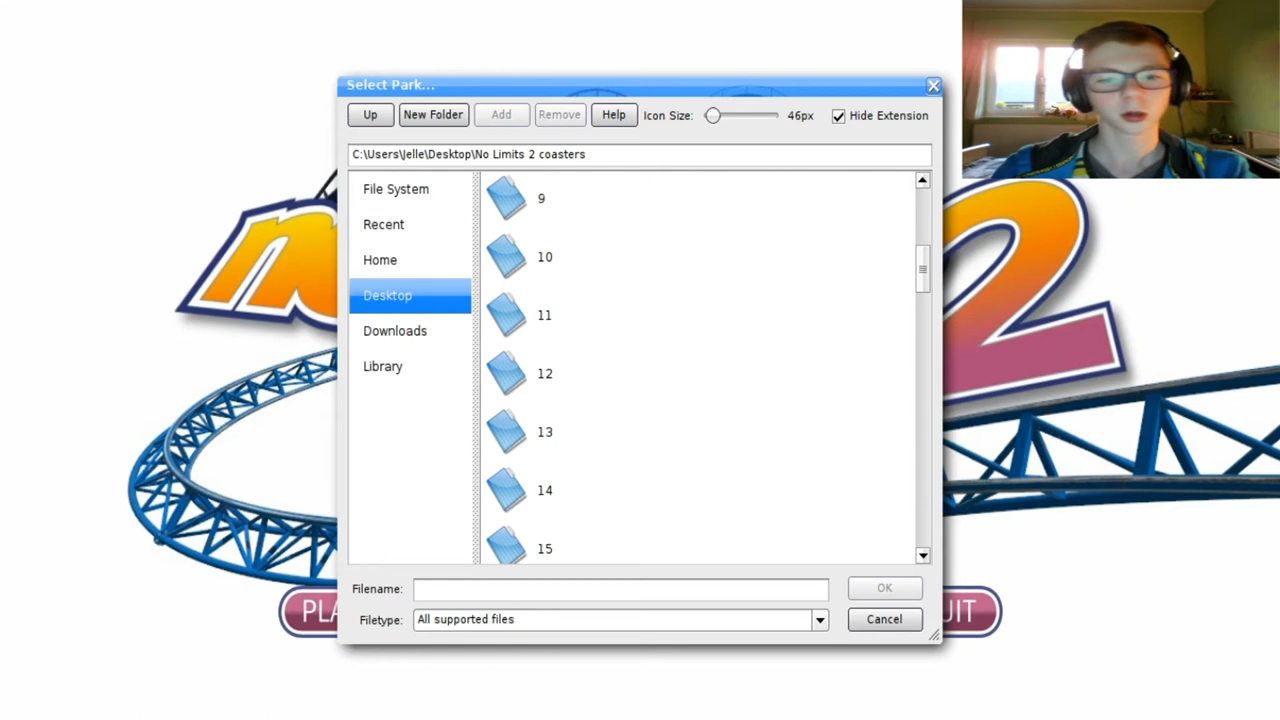 Select Park...
Up New Folder Add Remove Help Icon Size: 46px Hide Extension
C:\Users\Jelle\Desktop\No Limits 2 coasters
File System
Recent
Home
Desktop
Downloads
Library
9
10
11
12
13
14
15
Filename: OK
Filetype: All supported files Cancel
2